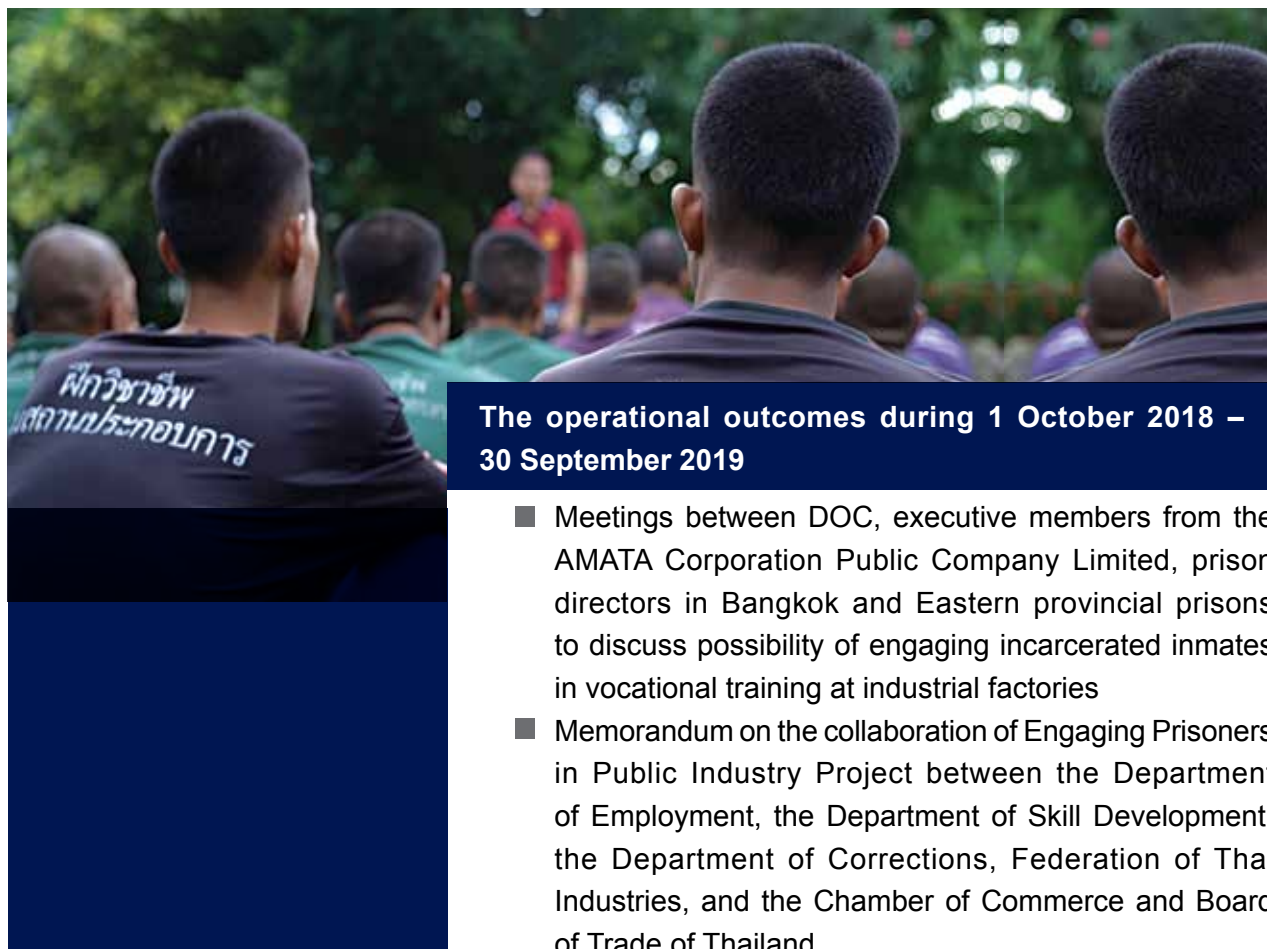 ฝึกวิชาชีพ
สถานประกอบการ
The operational outcomes during 1 October 2018 –
30 September 2019
Meetings between DOC, executive members from the
AMATA Corporation Public Company Limited, prison
directors in Bangkok and Eastern provincial prisons
to discuss possibility of engaging incarcerated inmates
in vocational training at industrial factories
Memorandum on the collaboration of Engaging Prisoners
in Public Industry Project between the Department
of Employment, the Department of Skill Development
the Department of Corrections, Federation of Thai
Industries, and the Chamber of Commerce and Board
of Trade of Thailand